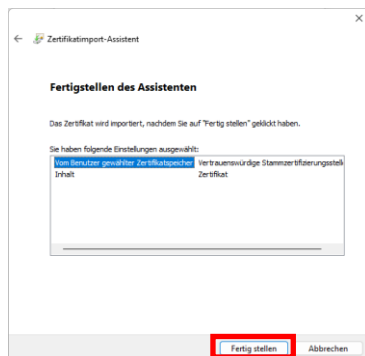 Zertifikatimport-Assistent
Fertigstellen des Assistenten
Das Zertifikat wird importiert, nachdem Sie auf "Fertig stellen" geklickt haben.
Sie haben folgende Einstellungen ausgewählt:
Vom Benutzer gewählter Zertifikatspeicher Vertrauenswürdige Stammzertifizierungsstell
Inhalt Zertifikat
Fertig stellen Abbrechen